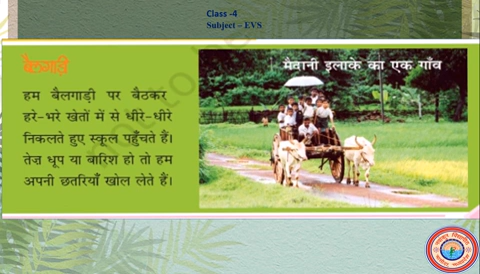 Class -4
Subject – EVS
बैलगाड़ी
मैदानी इलाके का एक गाँव
हम बैलगाड़ी पर बैठकर
हरे-भरे खेतों में से धीरे-धीरे
निकलते हुए स्कूल पहुँचते हैं।
तेज़ धूप या बारिश हो तो हम
अपनी छतरियाँ खोल लेते हैं।